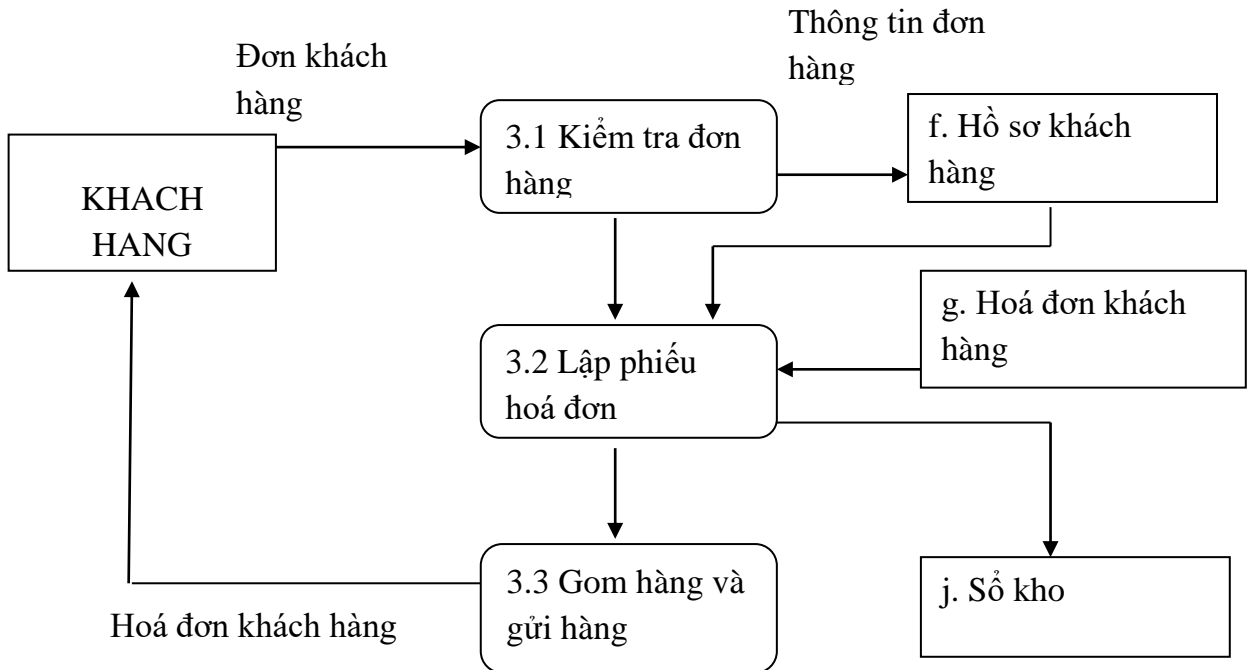 Thông tin đơn
hàng
Đơn khách
hàng
3.1 Kiểm tra đơn
hàng
f. Hồ sơ khách
hàng
KHACH
HANG
g. Hoá đơn khách
hàng
3.2 Lập phiếu
hoá đơn
3.3 Gom hàng và
gửi hàng
j. Sổ kho
Hoá đơn khách hàng